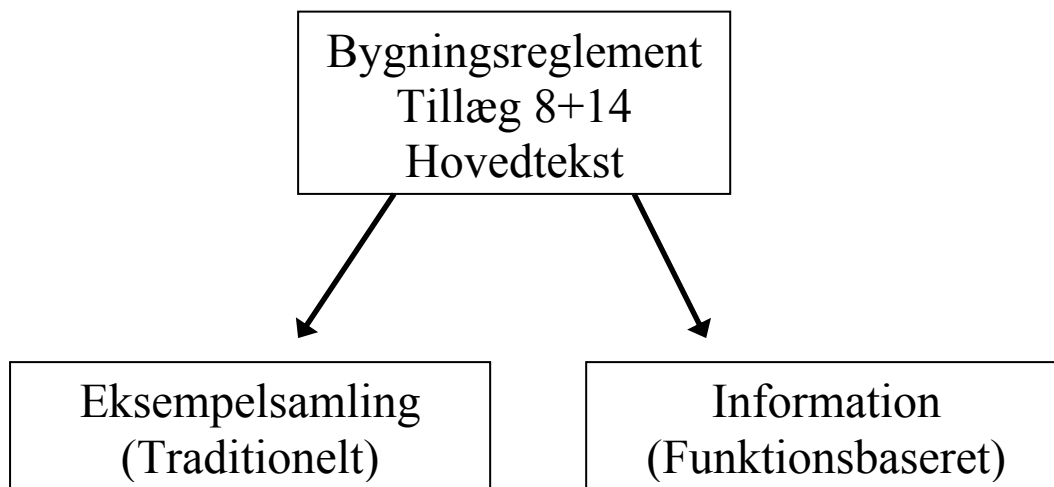 Bygningsreglement
Tillæg 8+14
Hovedtekst
Eksempelsamling
(Traditionelt)
Information
(Funktionsbaseret)